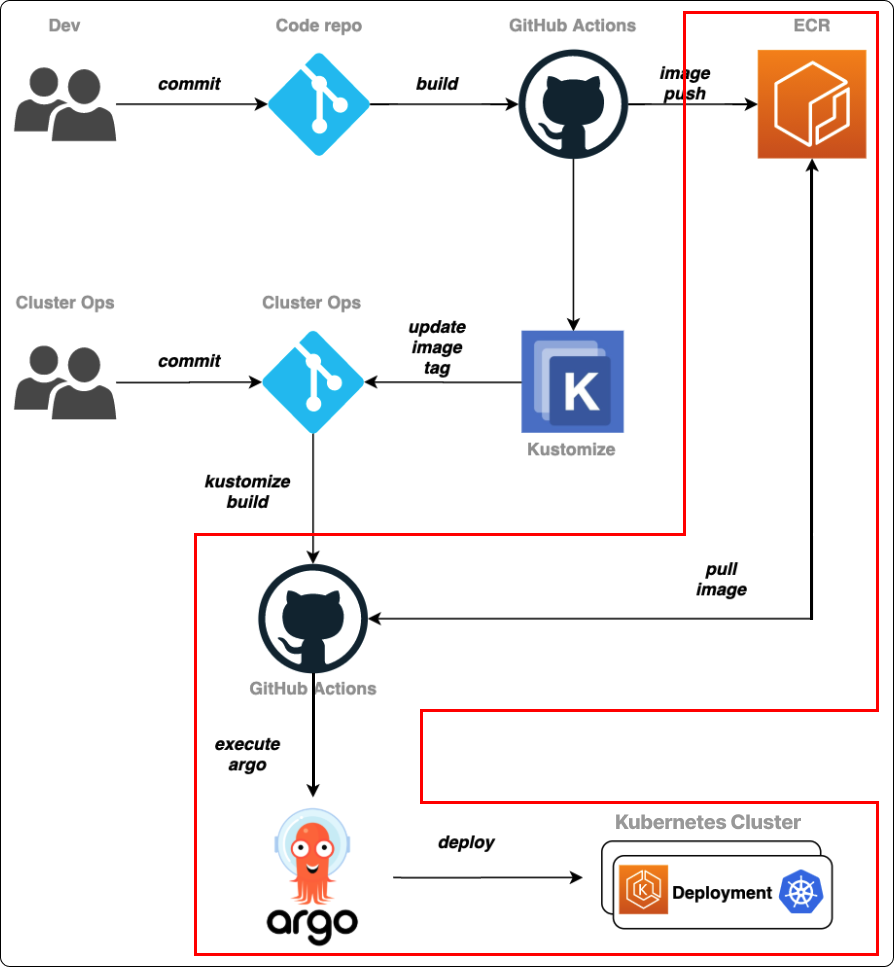 Dev
Code repo
GitHub Actions
ECR
commit
build
image
push
Cluster Ops
Cluster Ops
commit
update
image
tag
K
Kustomize
kustomize
build
pull
image
GitHub Actions
execute
argo
deploy
Kubernetes Cluster
K
Deployment
argo